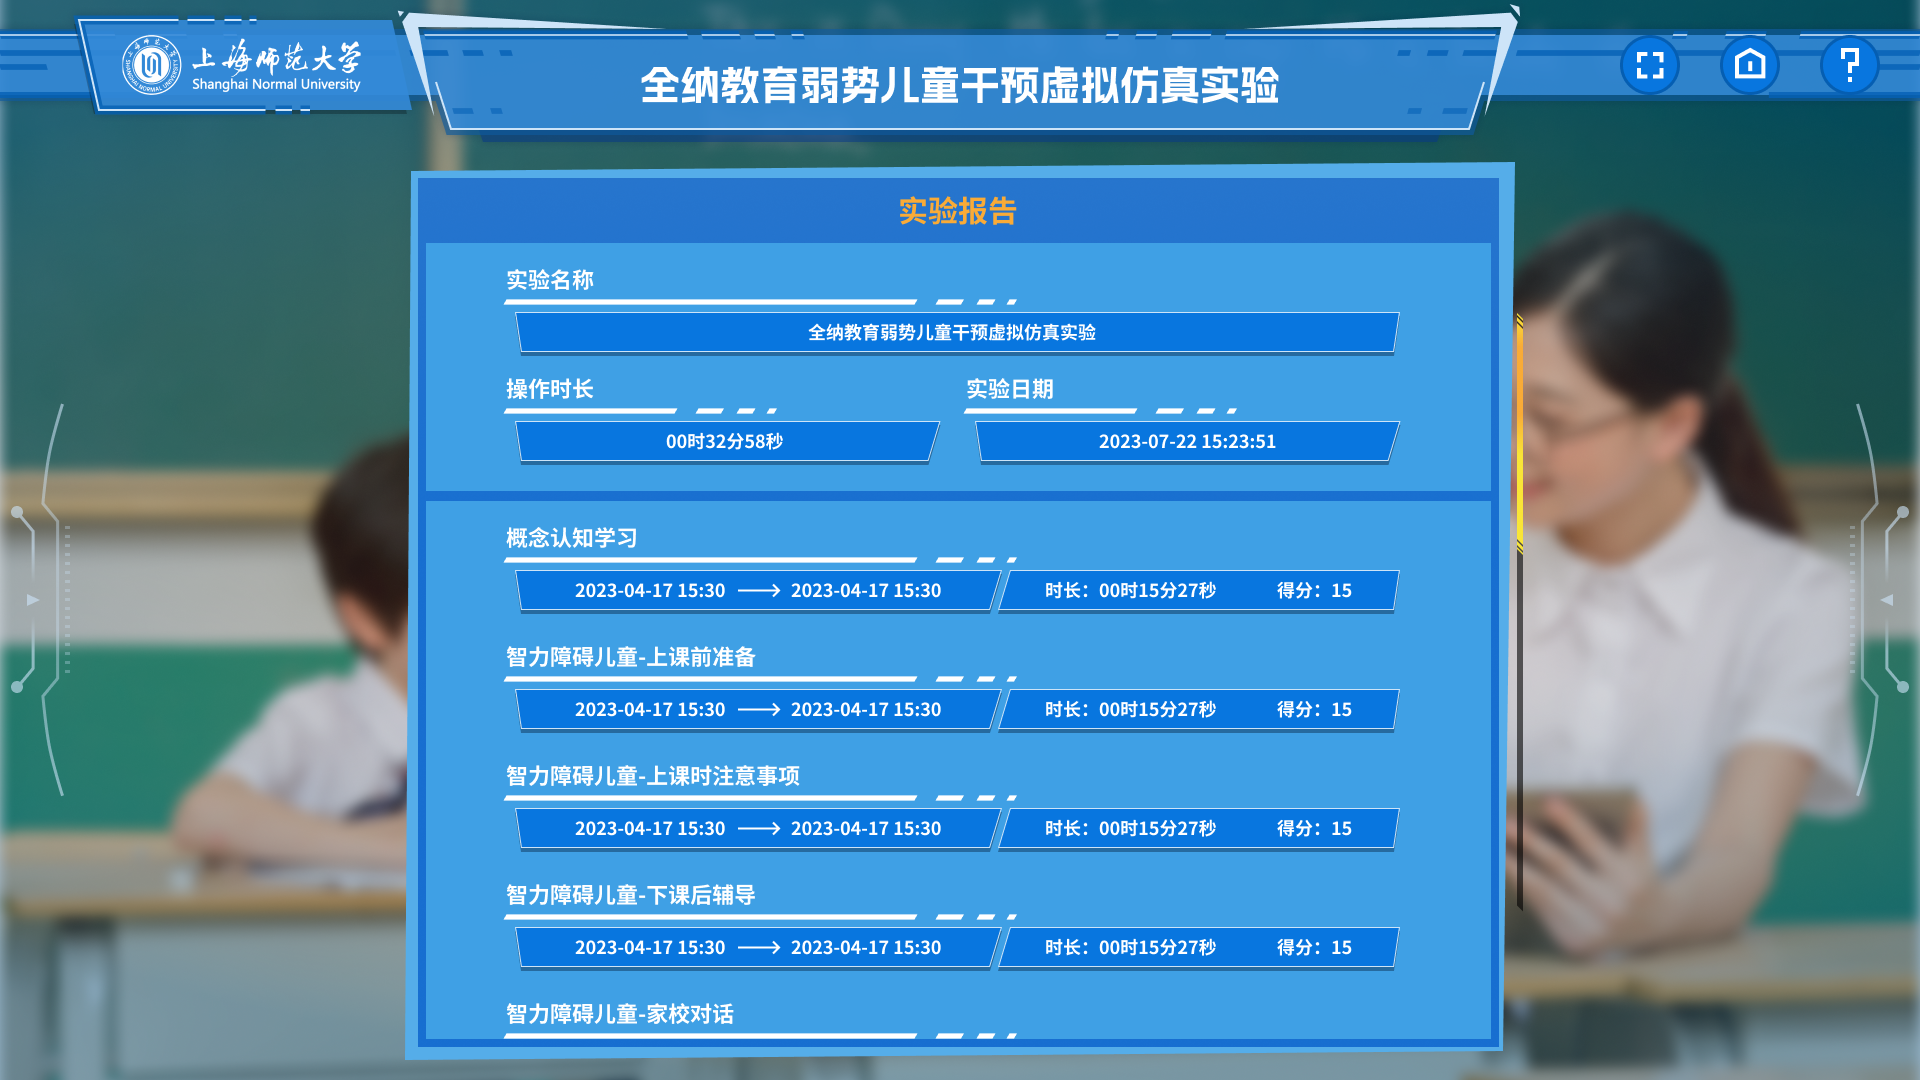 上海师范大学
Shanghai Normal University
全纳教育弱势儿童干预虚拟仿真实验
?
实验报告
实验名称
全纳教育弱势儿童干预虚拟仿真实验
操作时长 实验日期
00时32分58秒 2023-07-22 15:23:51
概念认知学习
2023-04-17 15:30 → 2023-04-17 15:30 时长：00时15分27秒 得分：15
智力障碍儿童-上课前准备
2023-04-17 15:30 → 2023-04-17 15:30 时长：00时15分27秒 得分：15
智力障碍儿童-上课时注意事项
2023-04-17 15:30 → 2023-04-17 15:30 时长：00时15分27秒 得分：15
智力障碍儿童-下课后辅导
2023-04-17 15:30 → 2023-04-17 15:30 时长：00时15分27秒 得分：15
智力障碍儿童-家校对话